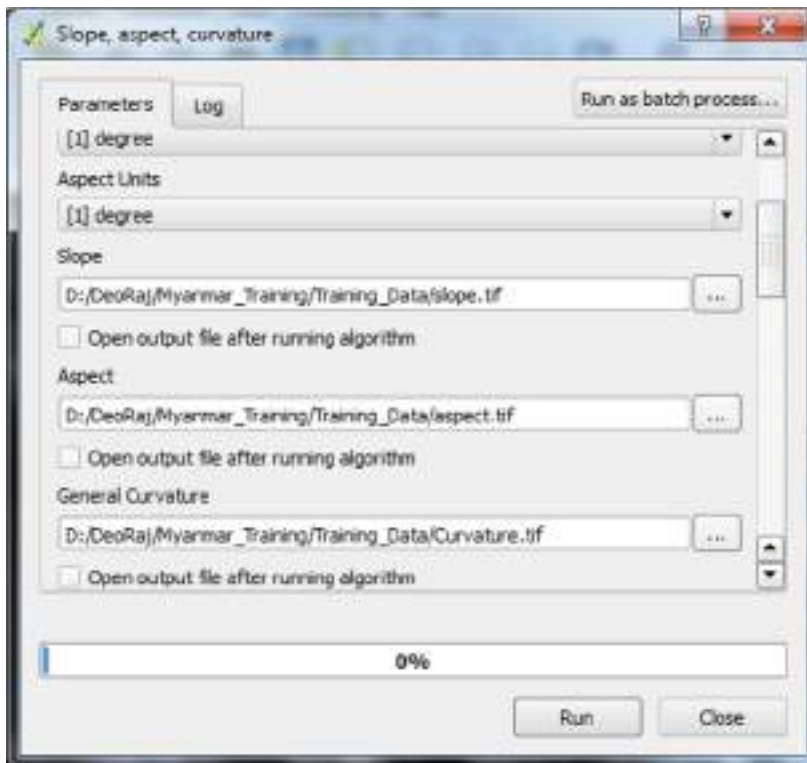 Slope, aspect, curvature
Parameters
Log
Run as batch process...
[1] degree
Aspect Units
[1] degree
Slope
D:/DeoRaj/Myanmar_Training/Training_Data/slope.tif
...
Open output file after running algorithm
Aspect
D:/DeoRaj/Myanmar_Training/Training_Data/aspect.tif
...
Open output file after running algorithm
General Curvature
D:/DeoRaj/Myanmar_Training/Training_Data/Curvature.tif
...
Open output file after running algorithm
0%
Run
Close